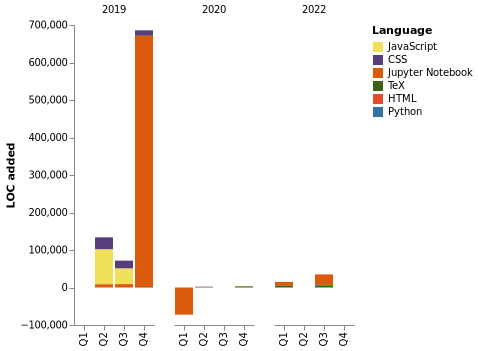 2019 2020 2022
Language
JavaScript
CSS
Jupyter Notebook
TeX
HTML
Python
LOC added
700,000
600,000
500,000
400,000
300,000
200,000
100,000
0
−100,000
Q1 Q2 Q3 Q4 Q1 Q2 Q3 Q4 Q1 Q2 Q3 Q4